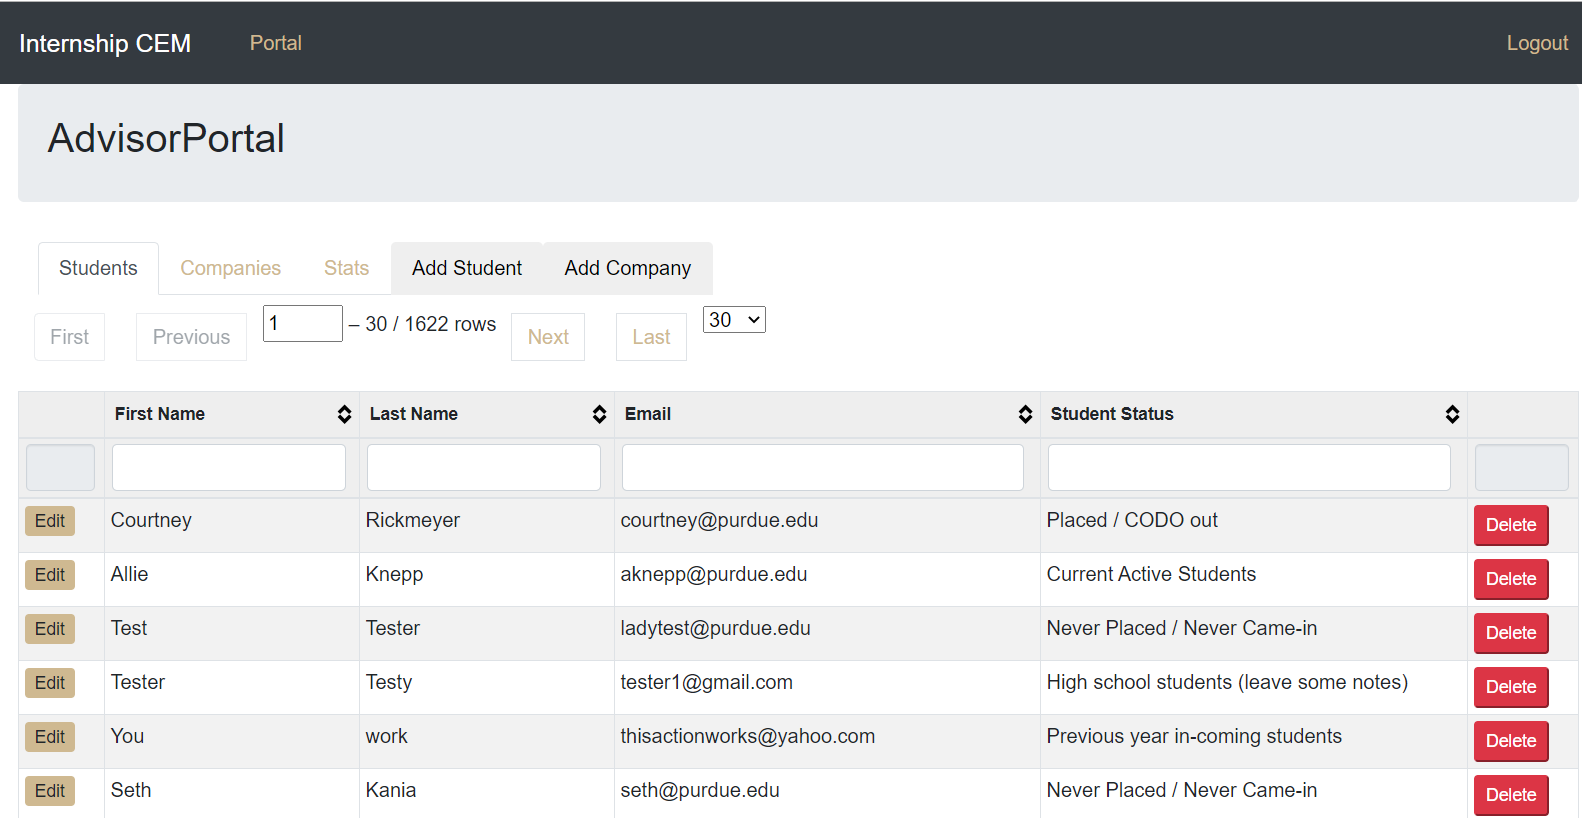 Internship CEM Portal Logout
AdvisorPortal
Students Companies Stats Add Student Add Company
First Previous 1 – 30 / 1622 rows Next Last 30
First Name Last Name Email Student Status
Edit Courtney Rickmeyer courtney@purdue.edu Placed / CODO out Delete
Edit Allie Knepp aknepp@purdue.edu Current Active Students Delete
Edit Test Tester ladytest@purdue.edu Never Placed / Never Came-in Delete
Edit Tester Testy tester1@gmail.com High school students (leave some notes) Delete
Edit You work thisactionworks@yahoo.com Previous year in-coming students Delete
Edit Seth Kania seth@purdue.edu Never Placed / Never Came-in Delete